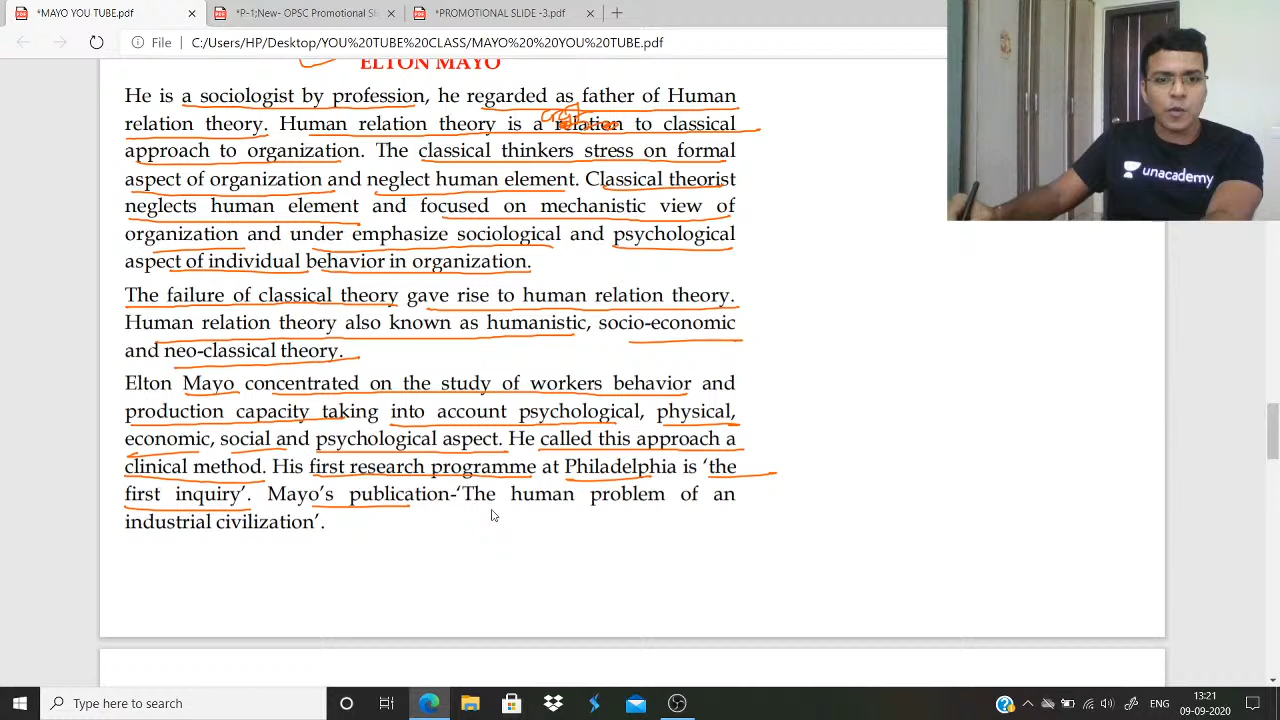 *MAYO YOU TUBE.pdf
*P-1;New- OPSC Promotional Sl
*PROMOTIONAL SLIDE -3.pdf
File C:/Users/HP/Desktop/YOU%20TUBE%20CLASS/MAYO%20%20YOU%20TUBE.pdf
ELTON MAYO
He is a sociologist by profession, he regarded as father of Human
relation theory. Human relation theory is a relation to classical
approach to organization. The classical thinkers stress on formal
aspect of organization and neglect human element. Classical theorist
neglects human element and focused on mechanistic view of
organization and under emphasize sociological and psychological
aspect of individual behavior in organization.
The failure of classical theory gave rise to human relation theory.
Human relation theory also known as humanistic, socio-economic
and neo-classical theory.
Elton Mayo concentrated on the study of workers behavior and
production capacity taking into account psychological, physical,
economic, social and psychological aspect. He called this approach a
clinical method. His first research programme at Philadelphia is ‘the
first inquiry’. Mayo’s publication-‘The human problem of an
industrial civilization’.
unacademy
Type here to search
ENG
13:21
09-09-2020